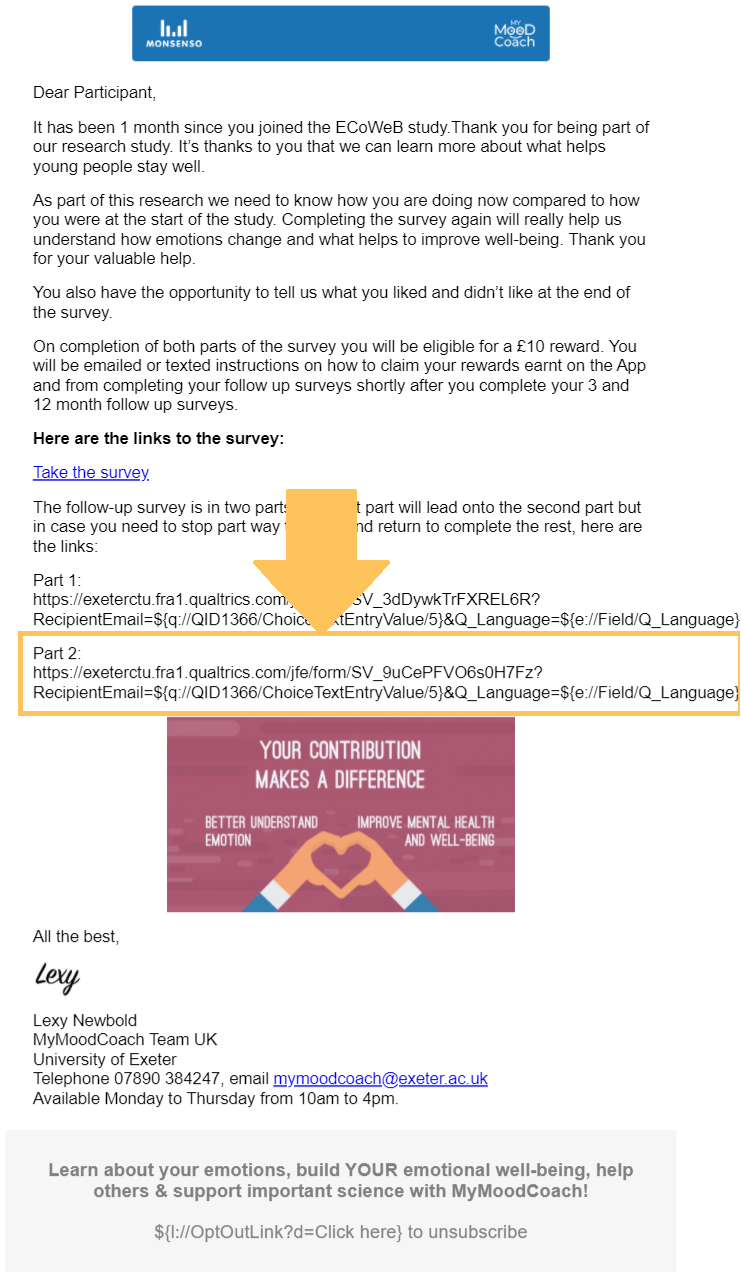 MONSENSO
MY
MOOD
Coach
Dear Participant,
It has been 1 month since you joined the ECoWeB study.Thank you for being part of
our research study. It’s thanks to you that we can learn more about what helps
young people stay well.
As part of this research we need to know how you are doing now compared to how
you were at the start of the study. Completing the survey again will really help us
understand how emotions change and what helps to improve well-being. Thank you
for your valuable help.
You also have the opportunity to tell us what you liked and didn’t like at the end of
the survey.
On completion of both parts of the survey you will be eligible for a £10 reward. You
will be emailed or texted instructions on how to claim your rewards earnt on the App
and from completing your follow up surveys shortly after you complete your 3 and
12 month follow up surveys.
Here are the links to the survey:
Take the survey
The follow-up survey is in two part part will lead onto the second part but
in case you need to stop part way and return to complete the rest, here are
the links:
Part 1:
https://exeterctu.fra1.qualtrics.com/ SV_3dDywkTrFXREL6R?
RecipientEmail=${q://QID1366/Choice xtEntryValue/5}&Q_Language=${e://Field/Q_Language}
Part 2:
https://exeterctu.fra1.qualtrics.com/jfe/form/SV_9uCePFVO6s0H7Fz?
RecipientEmail=${q://QID1366/ChoiceTextEntryValue/5}&Q_Language=${e://Field/Q_Language}
YOUR CONTRIBUTION
MAKES A DIFFERENCE
BETTER UNDERSTAND IMPROVE MENTAL HEALTH
EMOTION AND WELL-BEING
All the best,
Lexy
Lexy Newbold
MyMoodCoach Team UK
University of Exeter
Telephone 07890 384247, email mymoodcoach@exeter.ac.uk
Available Monday to Thursday from 10am to 4pm.
Learn about your emotions, build YOUR emotional well-being, help
others & support important science with MyMoodCoach!
${l://OptOutLink?d=Click here} to unsubscribe